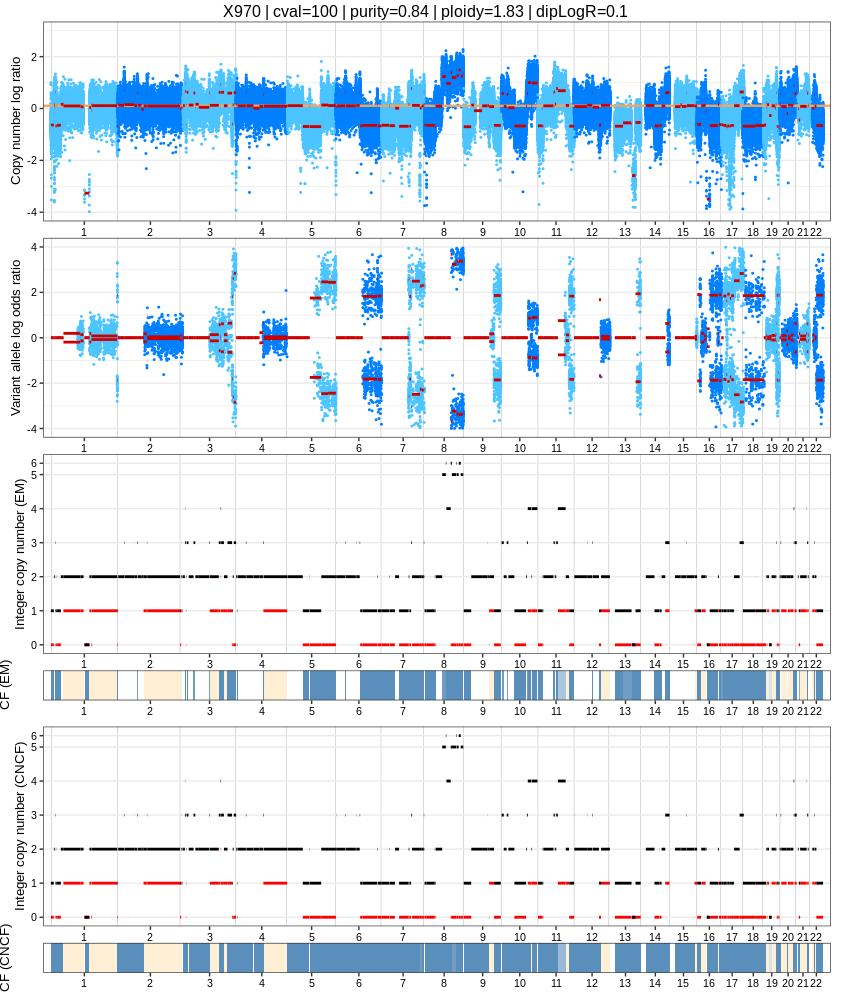 X970 | cval=100 | purity=0.84 | ploidy=1.83 | dipLogR=0.1
Copy number log ratio
2
0
-2
-4
1 2 3 4 5 6 7 8 9 10 11 12 13 14 15 16 17 18 19 20 21 22
Variant allele log odds ratio
4
2
0
-2
-4
1 2 3 4 5 6 7 8 9 10 11 12 13 14 15 16 17 18 19 20 21 22
Integer copy number (EM)
6
5
4
3
2
1
0
1 2 3 4 5 6 7 8 9 10 11 12 13 14 15 16 17 18 19 20 21 22
CF (EM)
1 2 3 4 5 6 7 8 9 10 11 12 13 14 15 16 17 18 19 20 21 22
Integer copy number (CNCF)
6
5
4
3
2
1
0
1 2 3 4 5 6 7 8 9 10 11 12 13 14 15 16 17 18 19 20 21 22
CF (CNCF)
1 2 3 4 5 6 7 8 9 10 11 12 13 14 15 16 17 18 19 20 21 22